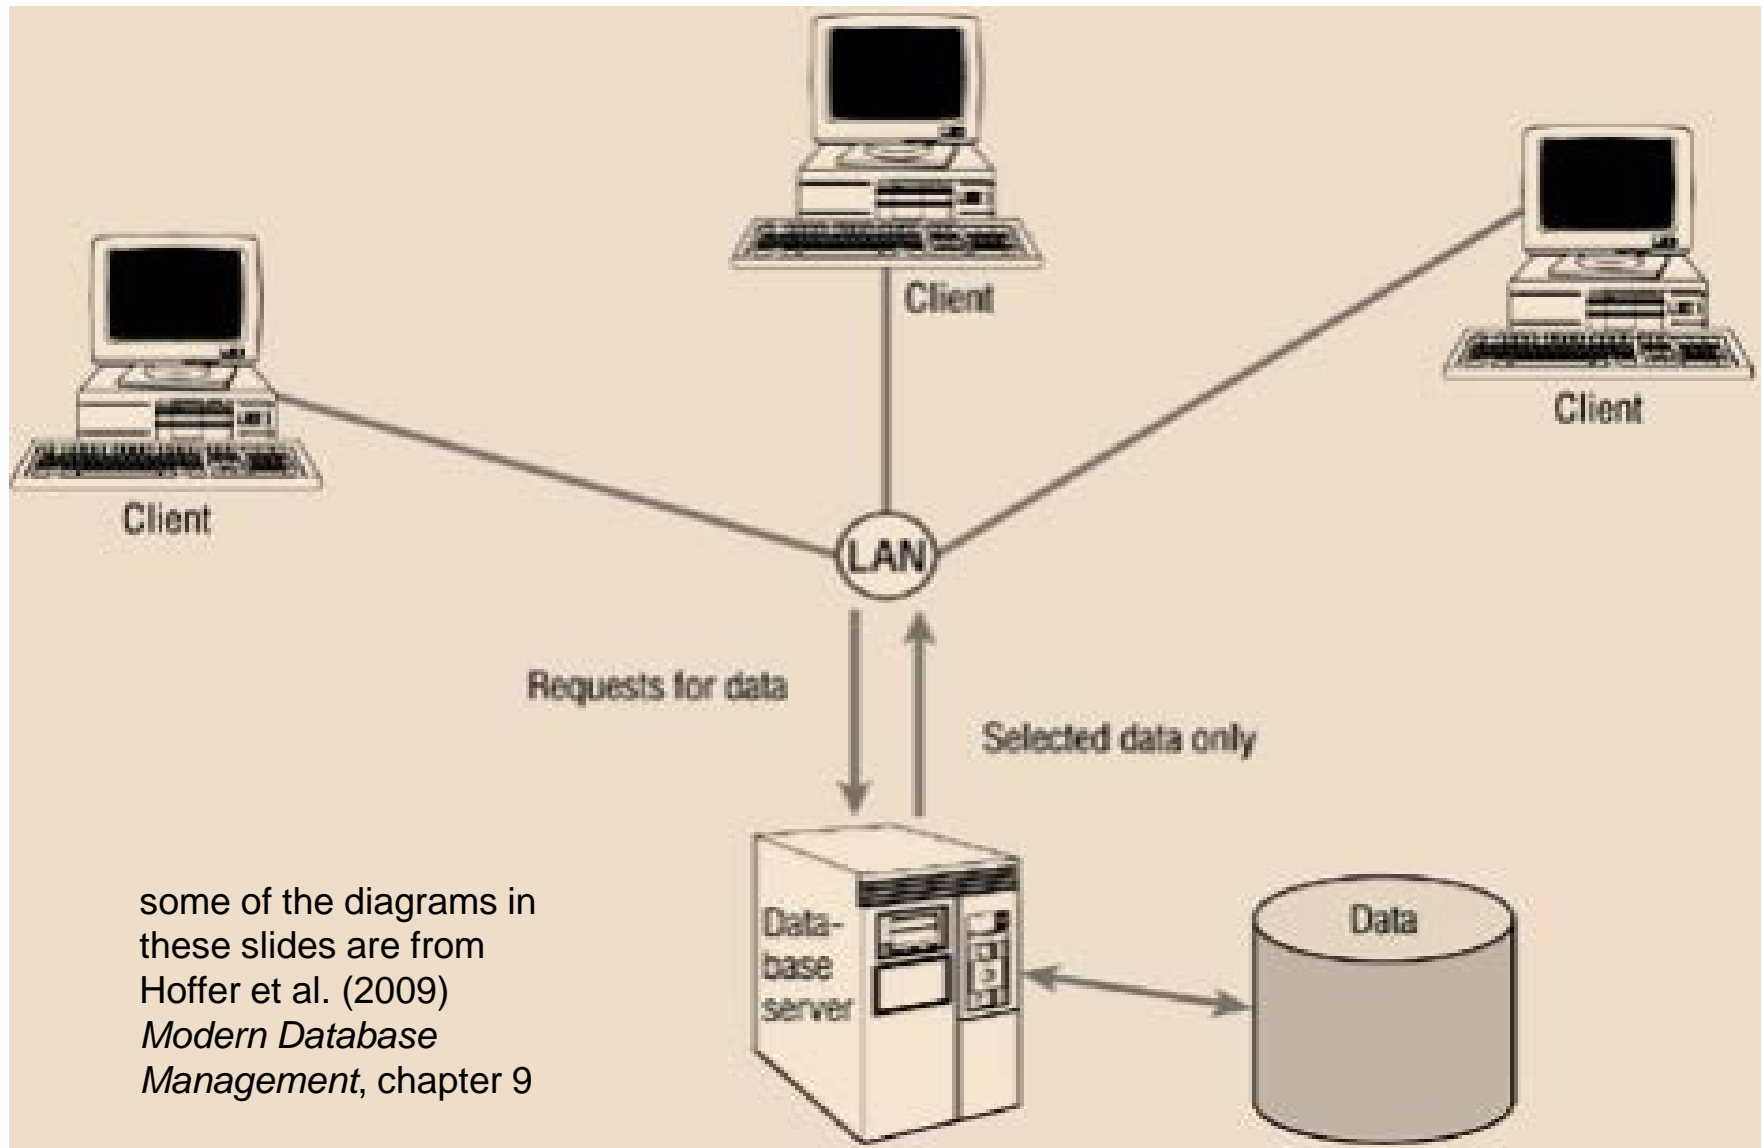 Client
Client
Client
LAN
Requests for data
Selected data only
Data-
base
server
Data
some of the diagrams in
these slides are from
Hoffer et al. (2009)
Modern Database
Management, chapter 9